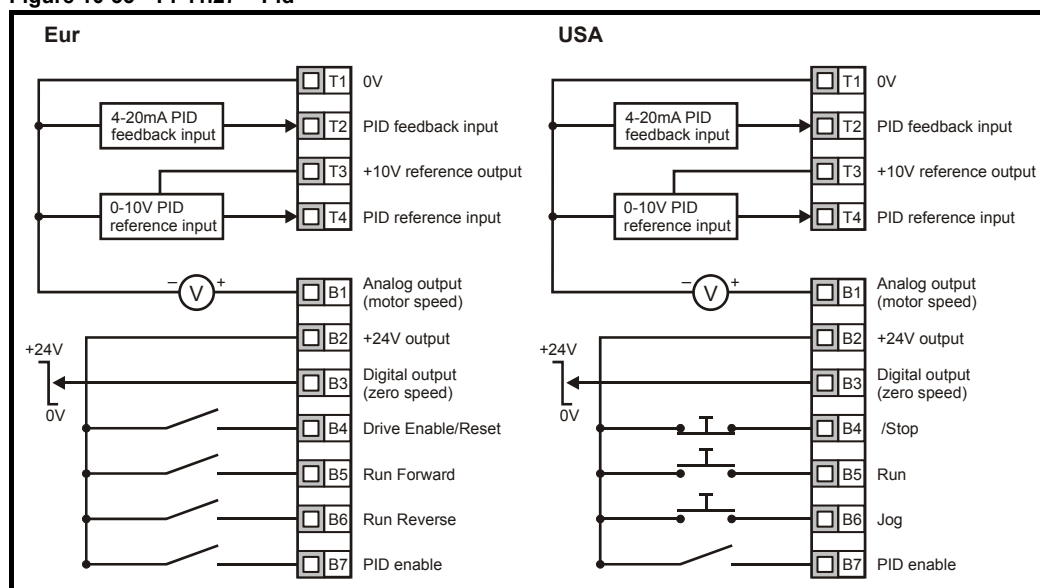 Figure Pid
Eur
T1 0V
4-20mA PID
feedback input
T2 PID feedback input
T3 +10V reference output
0-10V PID
reference input
T4 PID reference input
– V +
B1 Analog output
(motor speed)
B2 +24V output
+24V
0V
B3 Digital output
(zero speed)
B4 Drive Enable/Reset
B5 Run Forward
B6 Run Reverse
B7 PID enable
USA
T1 0V
4-20mA PID
feedback input
T2 PID feedback input
T3 +10V reference output
0-10V PID
reference input
T4 PID reference input
– V +
B1 Analog output
(motor speed)
B2 +24V output
+24V
0V
B3 Digital output
(zero speed)
B4 /Stop
B5 Run
B6 Jog
B7 PID enable